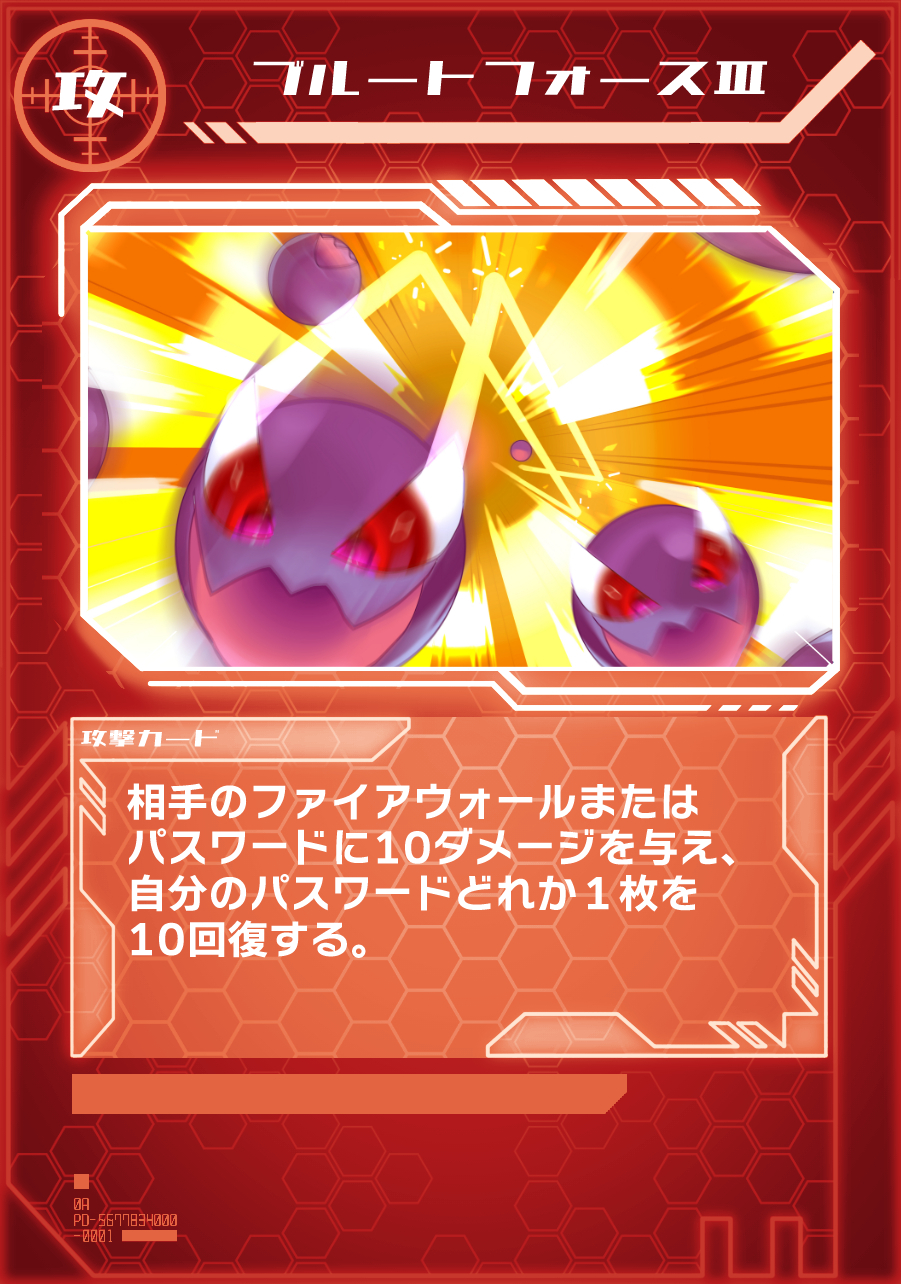 攻
ブルートフォースⅢ
攻撃カード
相手のファイアウォールまたは
パスワードに10ダメージを与え、
自分のパスワードどれか１枚を
10回復する。
0A
PD-5677834000
-0001